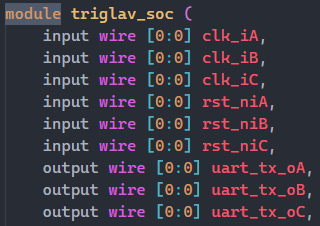 module triglav_soc (
input wire [0:0] clk_iA,
input wire [0:0] clk_iB,
input wire [0:0] clk_iC,
input wire [0:0] rst_niA,
input wire [0:0] rst_niB,
input wire [0:0] rst_niC,
output wire [0:0] uart_tx_oA,
output wire [0:0] uart_tx_oB,
output wire [0:0] uart_tx_oC,